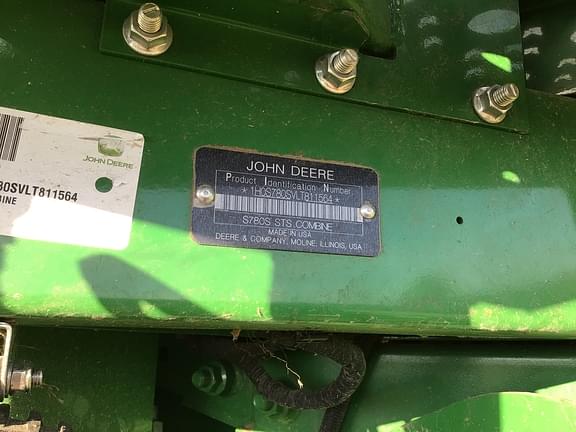 JOHN DEERE
80SVLT811564
BINE
JOHN DEERE
Product Identification Number
*1H0S780SVLT811564*
S780S STS COMBINE
MADE IN USA
DEERE & COMPANY, MOLINE, ILLINOIS, USA